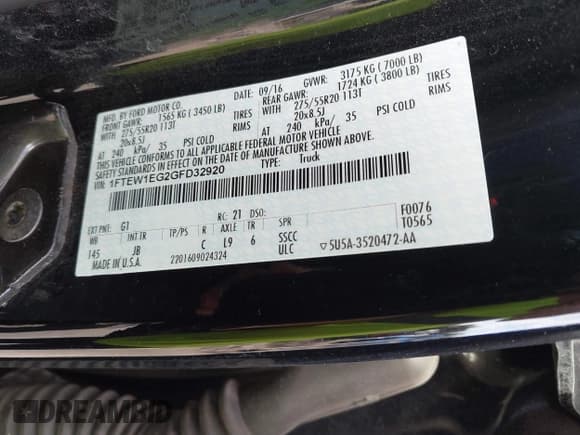 MFD. BY FORD MOTOR CO. DATE: 09/16 GVWR: 3175 KG ( 7000 LB)
FRONT GAWR: 1565 KG ( 3450 LB) REAR GAWR: 1724 KG ( 3800 LB)
WITH 275/55R20 113T TIRES WITH 275/55R20 113T TIRES
20x8.5J RIMS 20x8.5J RIMS
AT 240 kPa/ 35 PSI COLD AT 240 kPa/ 35 PSI COLD
THIS VEHICLE CONFORMS TO ALL APPLICABLE FEDERAL MOTOR VEHICLE
SAFETY STANDARDS IN EFFECT ON THE DATE OF MANUFACTURE SHOWN ABOVE.
VIN: 1FTEW1EG2GFD32920 TYPE: Truck
F0076
EXT PNT: G1 RC: 21 DSO: T0565
WB INT TR TP/PS R AXLE TR SPR
145 JB C L9 6 SSCC
MADE IN U.S.A. 2201609024324 ULC ▽5U5A-3520472-AA
DREAMBID